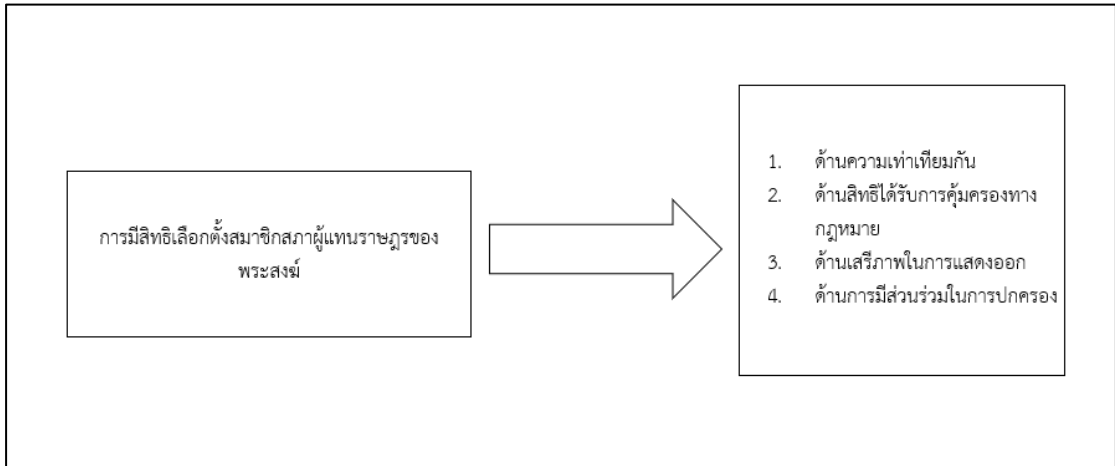 การมีสิทธิเลือกตั้งสมาชิกสภาผู้แทนราษฎรของ
พระสงฆ์
1. ด้านความเท่าเทียมกัน
2. ด้านสิทธิได้รับการคุ้มครองทาง
กฎหมาย
3. ด้านเสรีภาพในการแสดงออก
4. ด้านการมีส่วนร่วมในการปกครอง